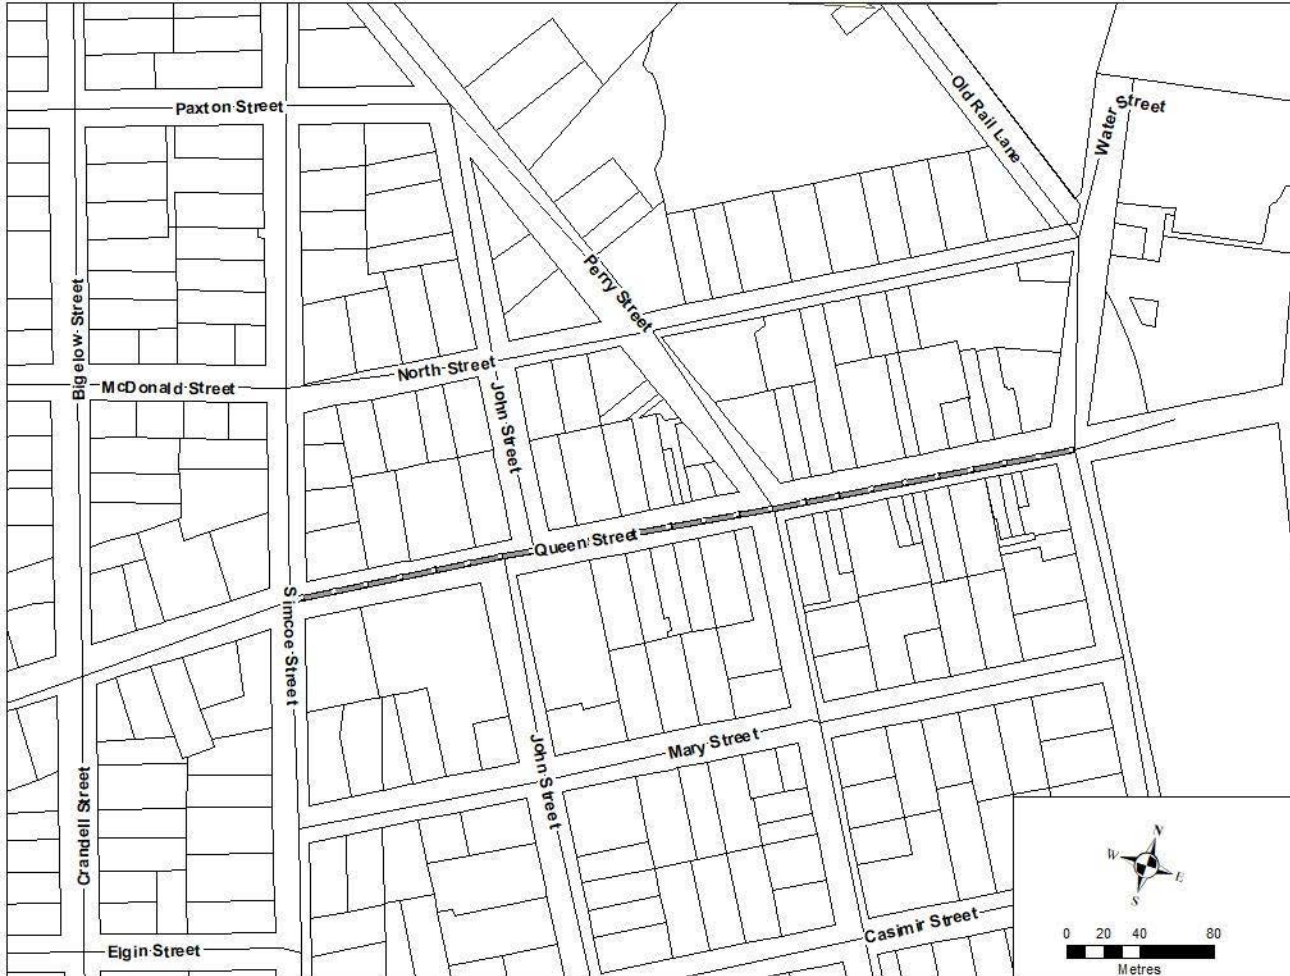 Paxton Street
Old Rail Lane
Water Street
Perry Street
Bigelow Street
McDonald Street
North Street
John Street
Queen Street
Simcoe Street
Mary Street
John Street
Crandell Street
Casimir Street
Elgin Street
N
W
E
S
0 20 40 80
Metres